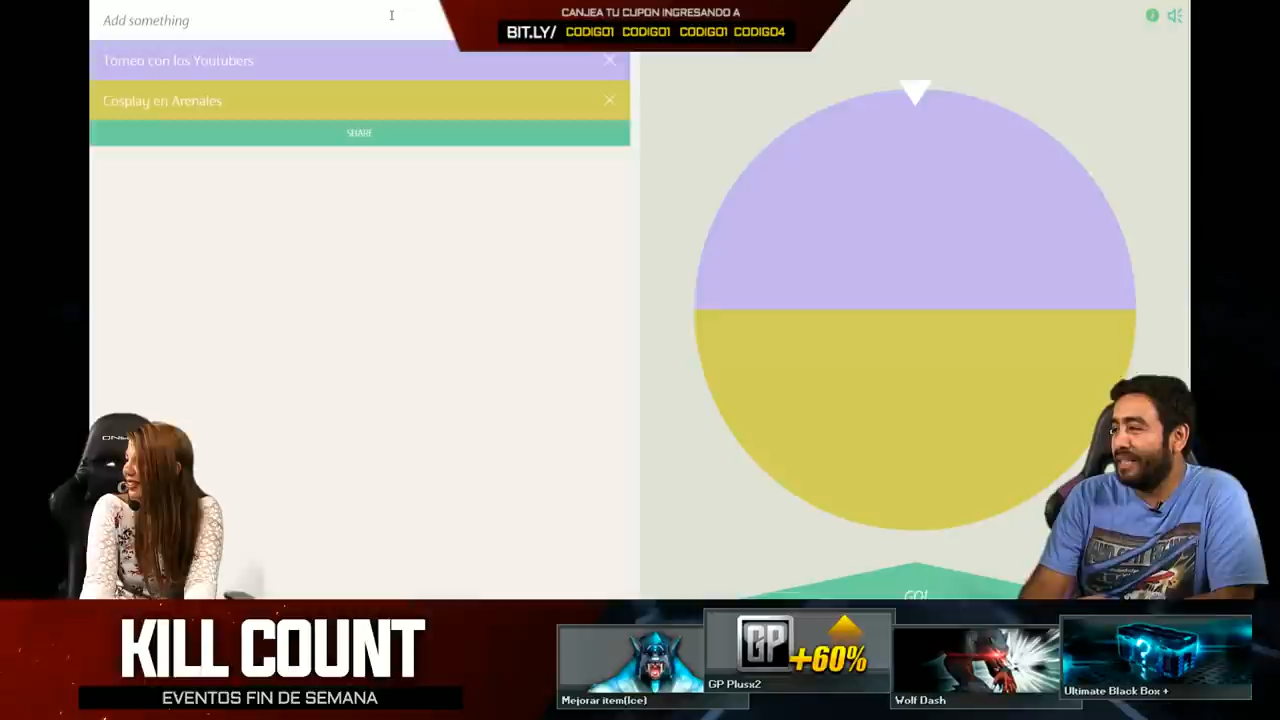 Add something
CANJEA TU CUPON INGRESANDO A
BIT.LY/ CODIGO1 CODIGO1 CODIGO1 CODIGO4
Torneo con los Youtubers
Cosplay en Arenales
SHARE
GO!
KILL COUNT
EVENTOS FIN DE SEMANA
Mejorar item(Ice)
GP
+60%
GP Plusx2
Wolf Dash
?
Ultimate Black Box +